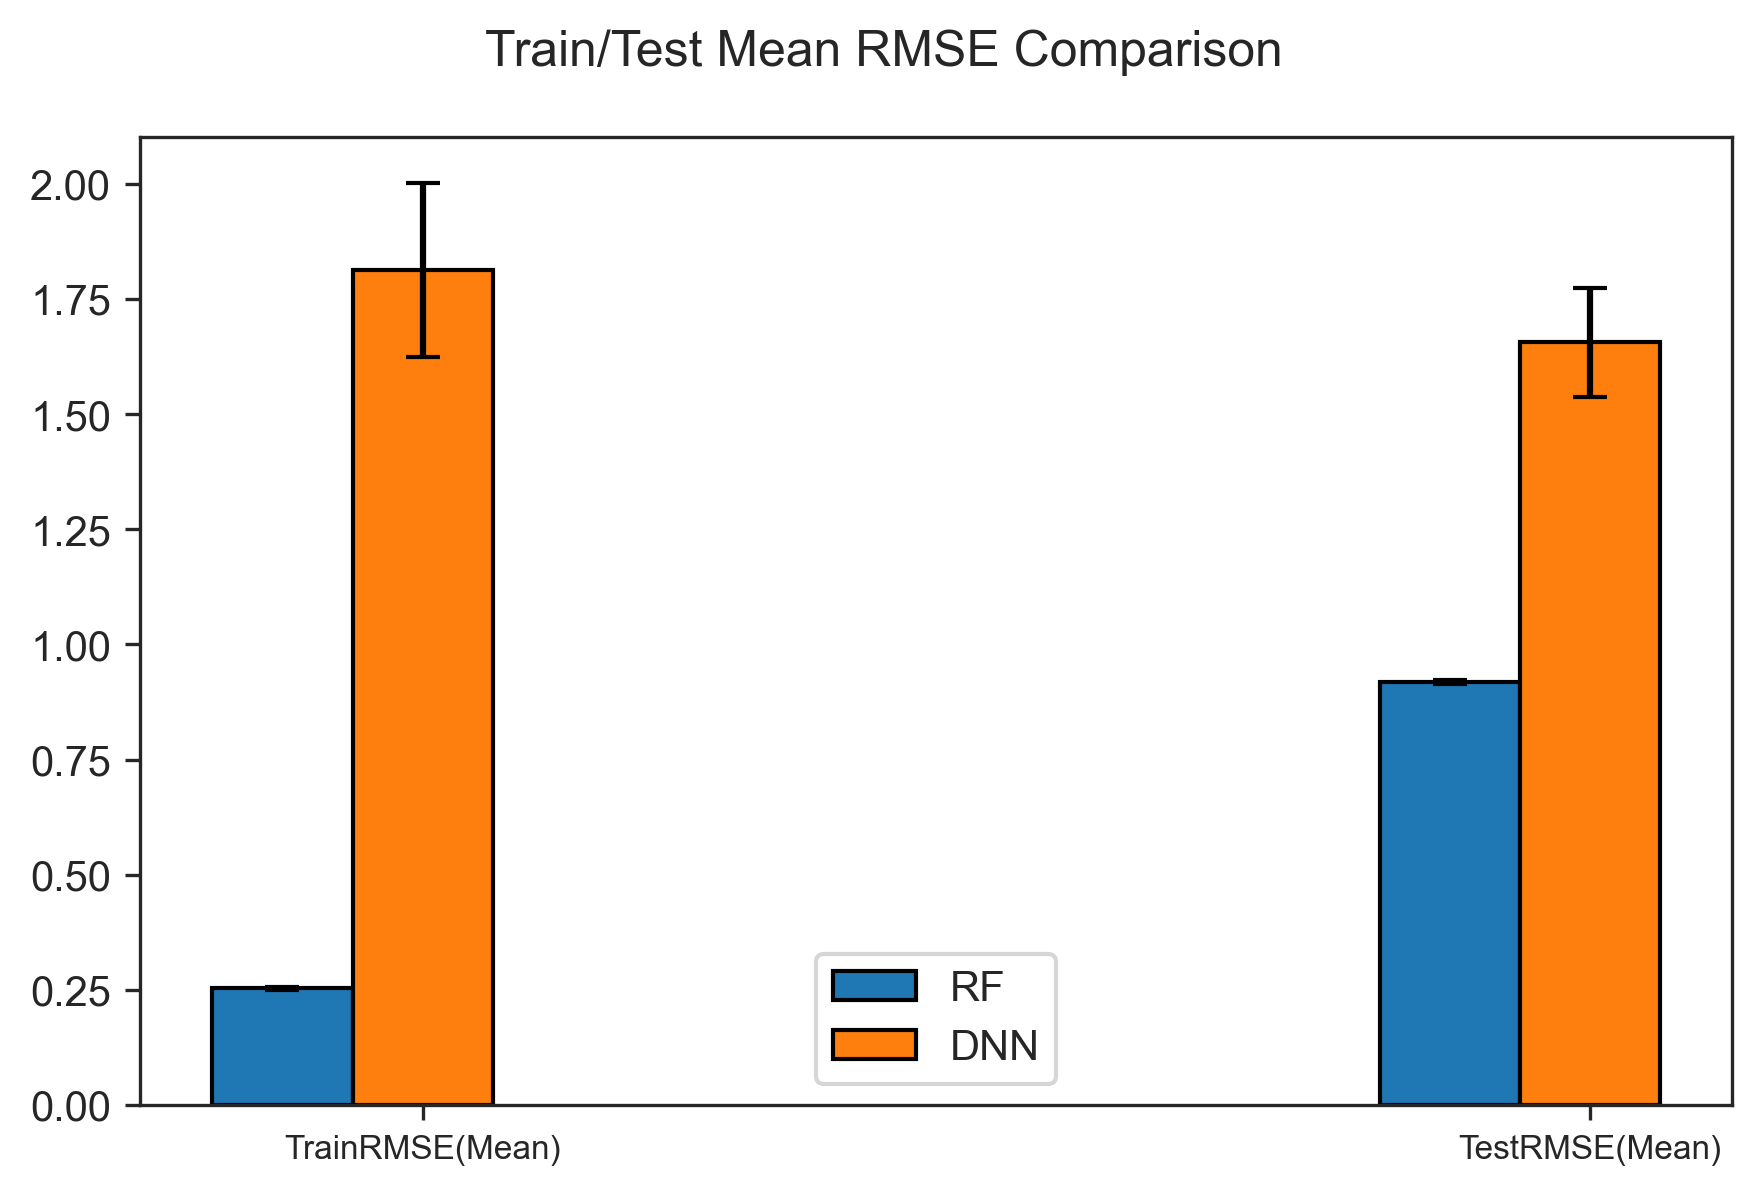 Train/Test Mean RMSE Comparison
2.00
1.75
1.50
1.25
1.00
0.75
0.50
0.25
0.00
RF
DNN
TrainRMSE(Mean)
TestRMSE(Mean)